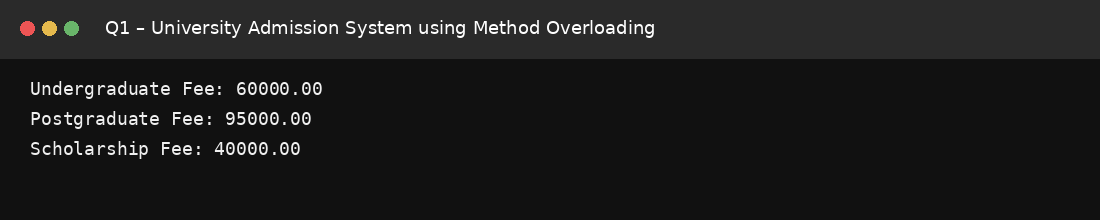 Q1 – University Admission System using Method Overloading
Undergraduate Fee: 60000.00
Postgraduate Fee: 95000.00
Scholarship Fee: 40000.00